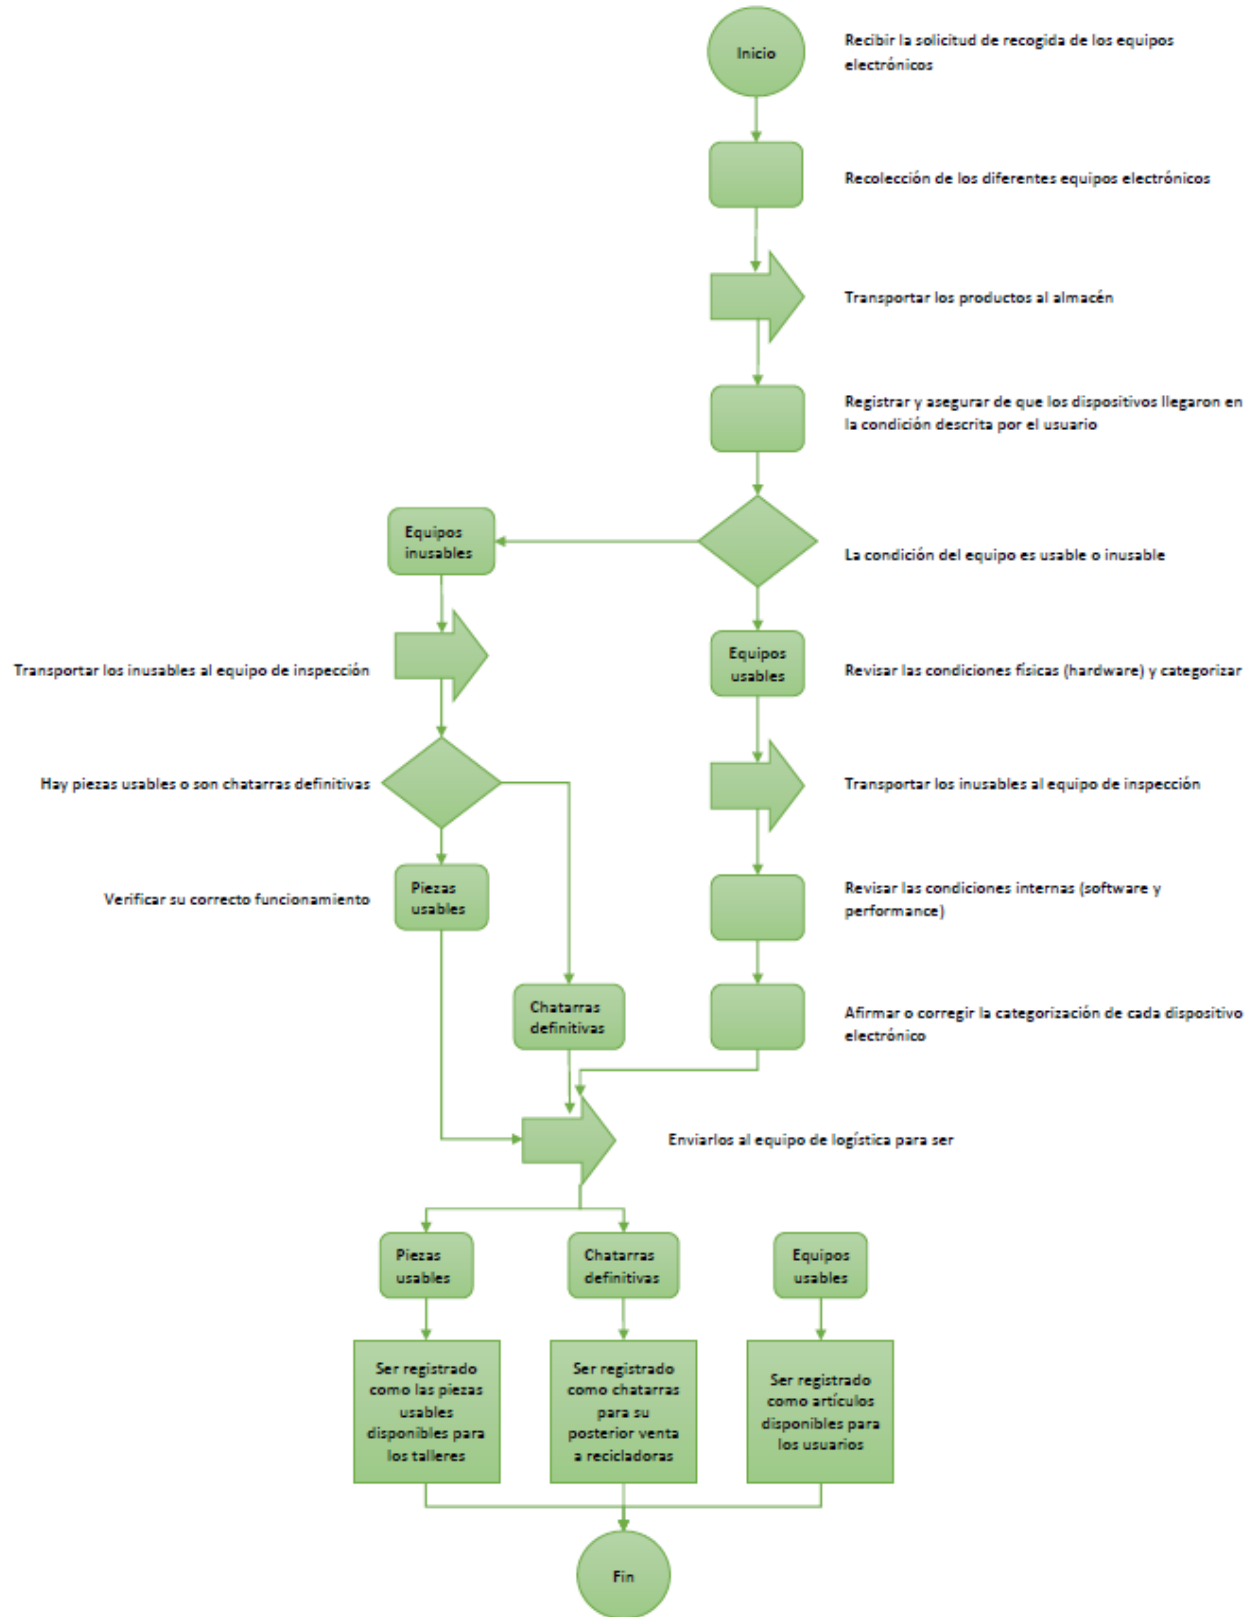 Inicio
Recibir la solicitud de recogida de los equipos
electrónicos
Recolección de los diferentes equipos electrónicos
Transportar los productos al almacén
Registrar y asegurar de que los dispositivos llegaron en
la condición descrita por el usuario
Equipos
inusables
La condición del equipo es usable o inusable
Transportar los inusables al equipo de inspección
Equipos
usables
Revisar las condiciones físicas (hardware) y categorizar
Hay piezas usables o son chatarras definitivas
Transportar los inusables al equipo de inspección
Verificar su correcto funcionamiento
Piezas
usables
Revisar las condiciones internas (software y
performance)
Chatarras
definitivas
Afirmar o corregir la categorización de cada dispositivo
electrónico
Enviarlos al equipo de logística para ser
Piezas
usables
Chatarras
definitivas
Equipos
usables
Ser registrado
como las piezas
usables
disponibles para
los talleres
Ser registrado
como chatarras
para su
posterior venta
a recicladoras
Ser registrado
como artículos
disponibles para
los usuarios
Fin